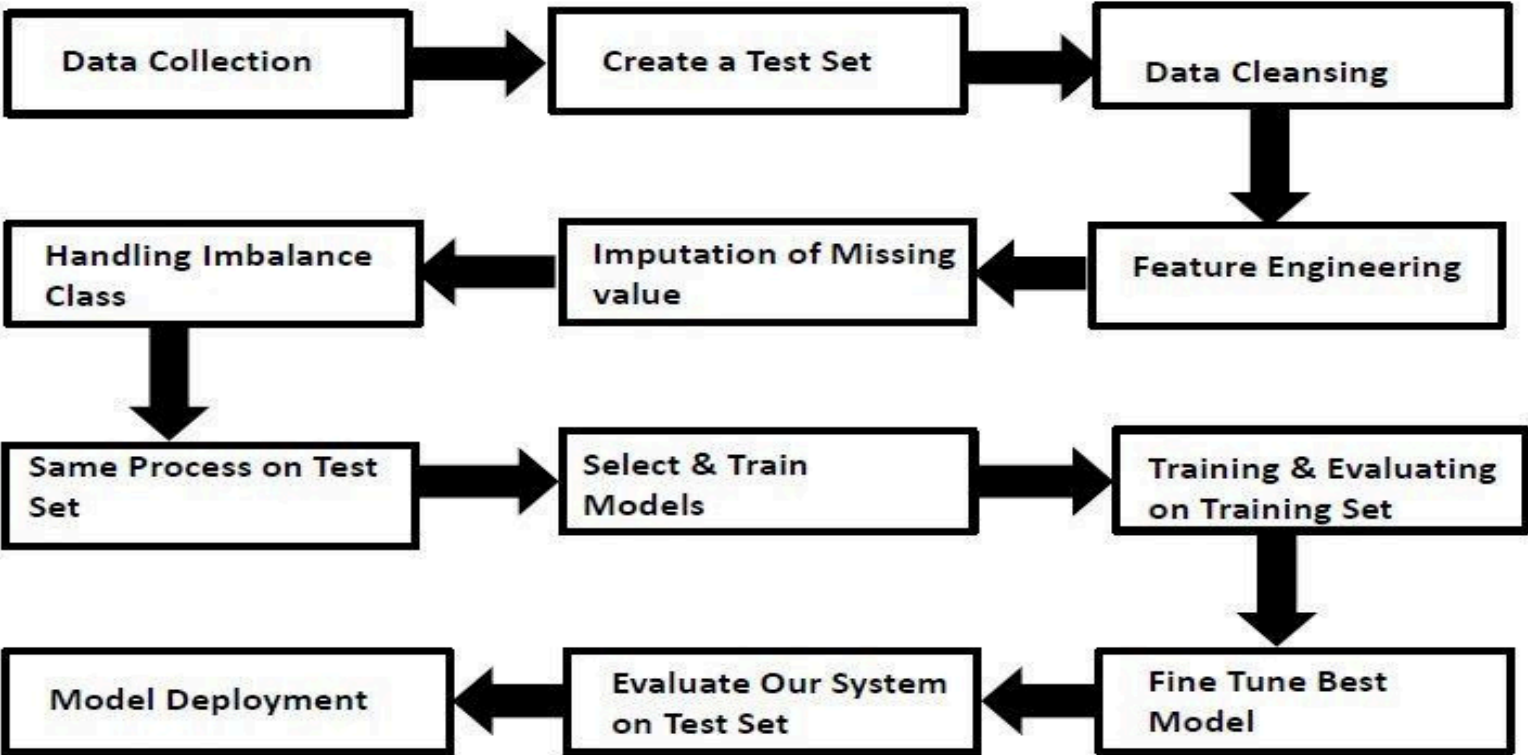 Data Collection
Create a Test Set
Data Cleansing
Feature Engineering
Imputation of Missing
value
Handling Imbalance
Class
Same Process on Test
Set
Select & Train
Models
Training & Evaluating
on Training Set
Fine Tune Best
Model
Evaluate Our System
on Test Set
Model Deployment